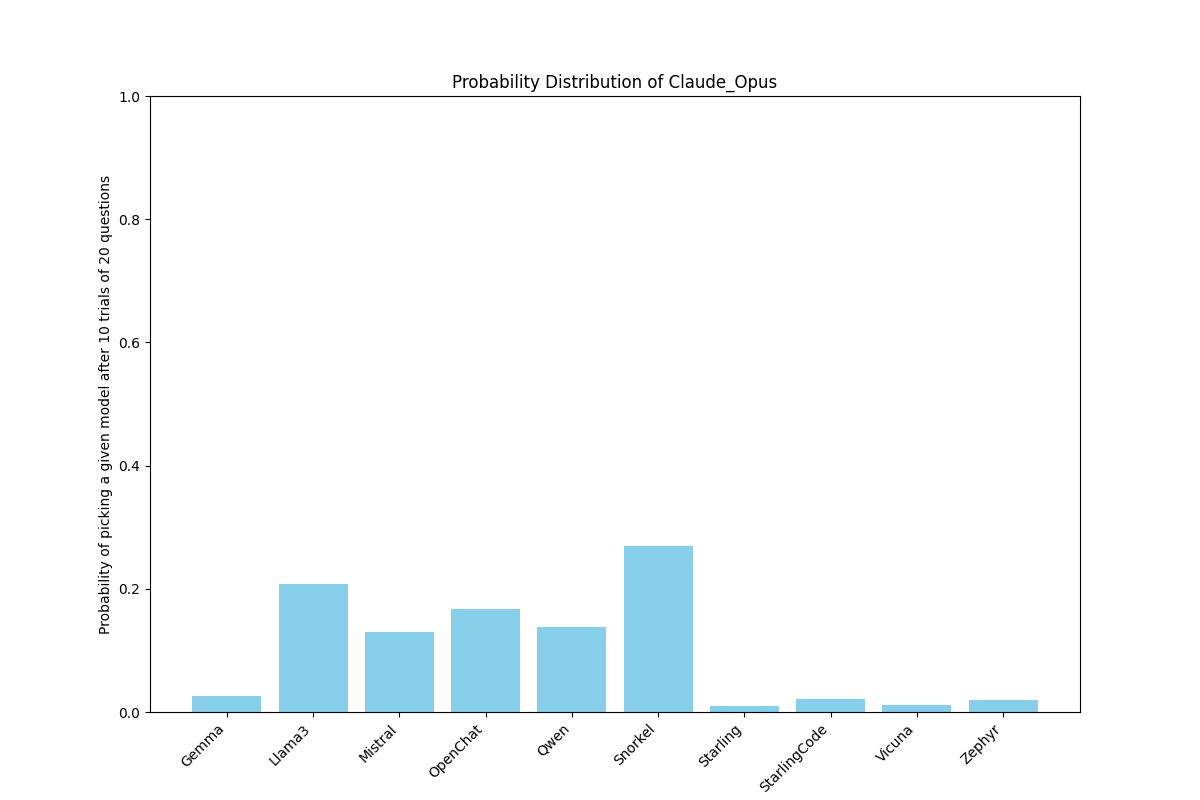 Probability Distribution of Claude_Opus
Probability of picking a given model after 10 trials of 20 questions
1.0
0.8
0.6
0.4
0.2
0.0
Gemma
Llama3
Mistral
OpenChat
Qwen
Snorkel
Starling
StarlingCode
Vicuna
Zephyr